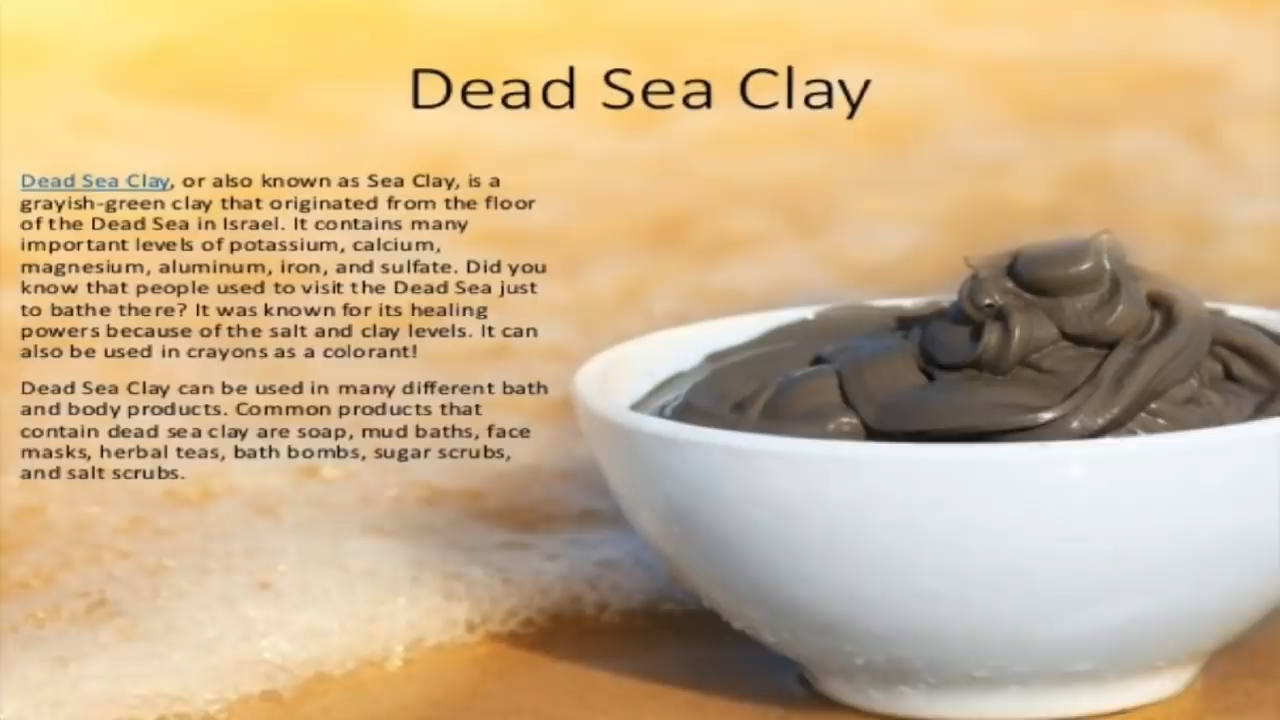 Dead Sea Clay
Dead Sea Clay, or also known as Sea Clay, is a
grayish-green clay that originated from the floor
of the Dead Sea in Israel. It contains many
important levels of potassium, calcium,
magnesium, aluminum, iron, and sulfate. Did you
know that people used to visit the Dead Sea just
to bathe there? It was known for its healing
powers because of the salt and clay levels. It can
also be used in crayons as a colorant!
Dead Sea Clay can be used in many different bath
and body products. Common products that
contain dead sea clay are soap, mud baths, face
masks, herbal teas, bath bombs, sugar scrubs,
and salt scrubs.